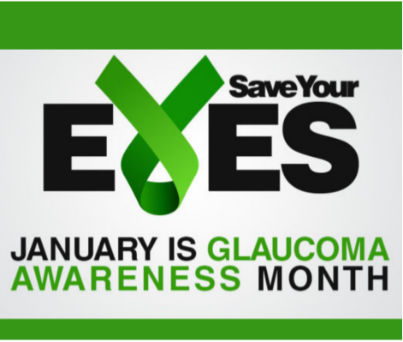 Save Your
EYES
JANUARY IS GLAUCOMA
AWARENESS MONTH